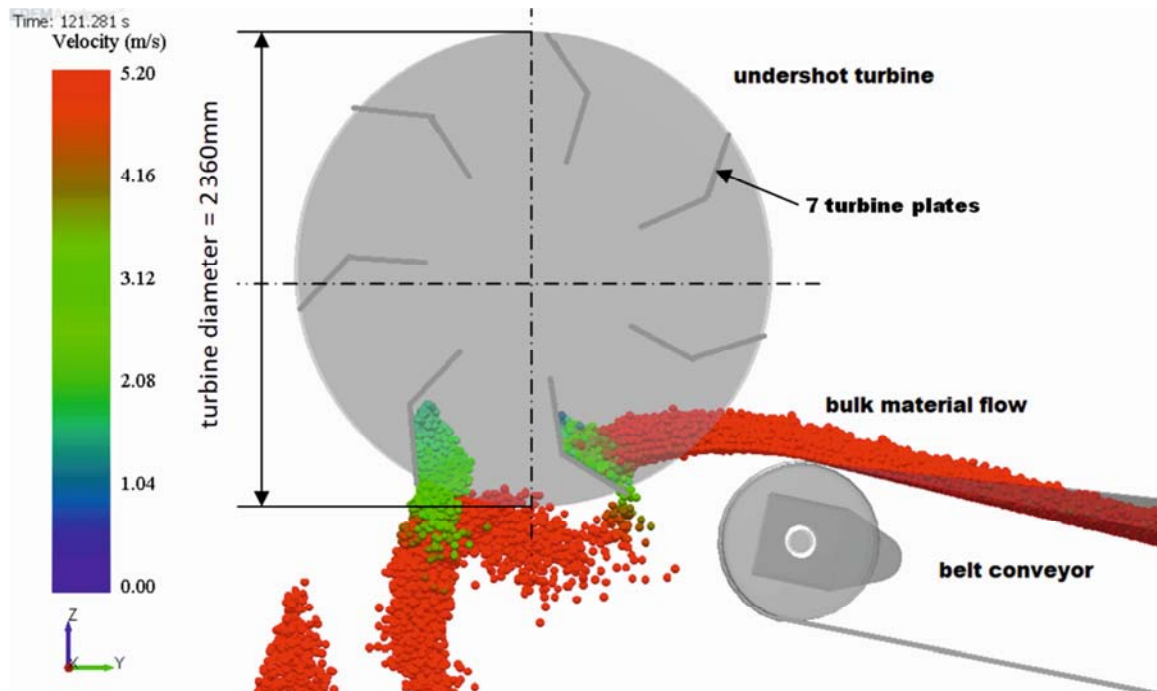 Time: 121.281 s
Velocity (m/s)
5.20
4.16
3.12
2.08
1.04
0.00
Z
X
Y
turbine diameter = 2360mm
undershot turbine
7 turbine plates
bulk material flow
belt conveyor